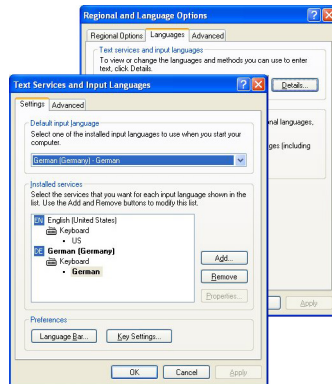 Regional and Language Options
Regional Options Languages Advanced
Text services and input languages
To view or change the languages and methods you can use to enter
text, click Details.
Details...
Text Services and Input Languages
Settings Advanced
Default input language
Select one of the installed input languages to use when you start your
computer.
German (Germany) - German
Installed services
Select the services that you want for each input language shown in the
list. Use the Add and Remove buttons to modify this list.
EN English (United States)
Keyboard
• US
DE German (Germany)
Keyboard
• German
Add...
Remove
Properties...
Preferences
Language Bar...
Key Settings...
OK Cancel Apply
nal languages,
ges (including
Apply